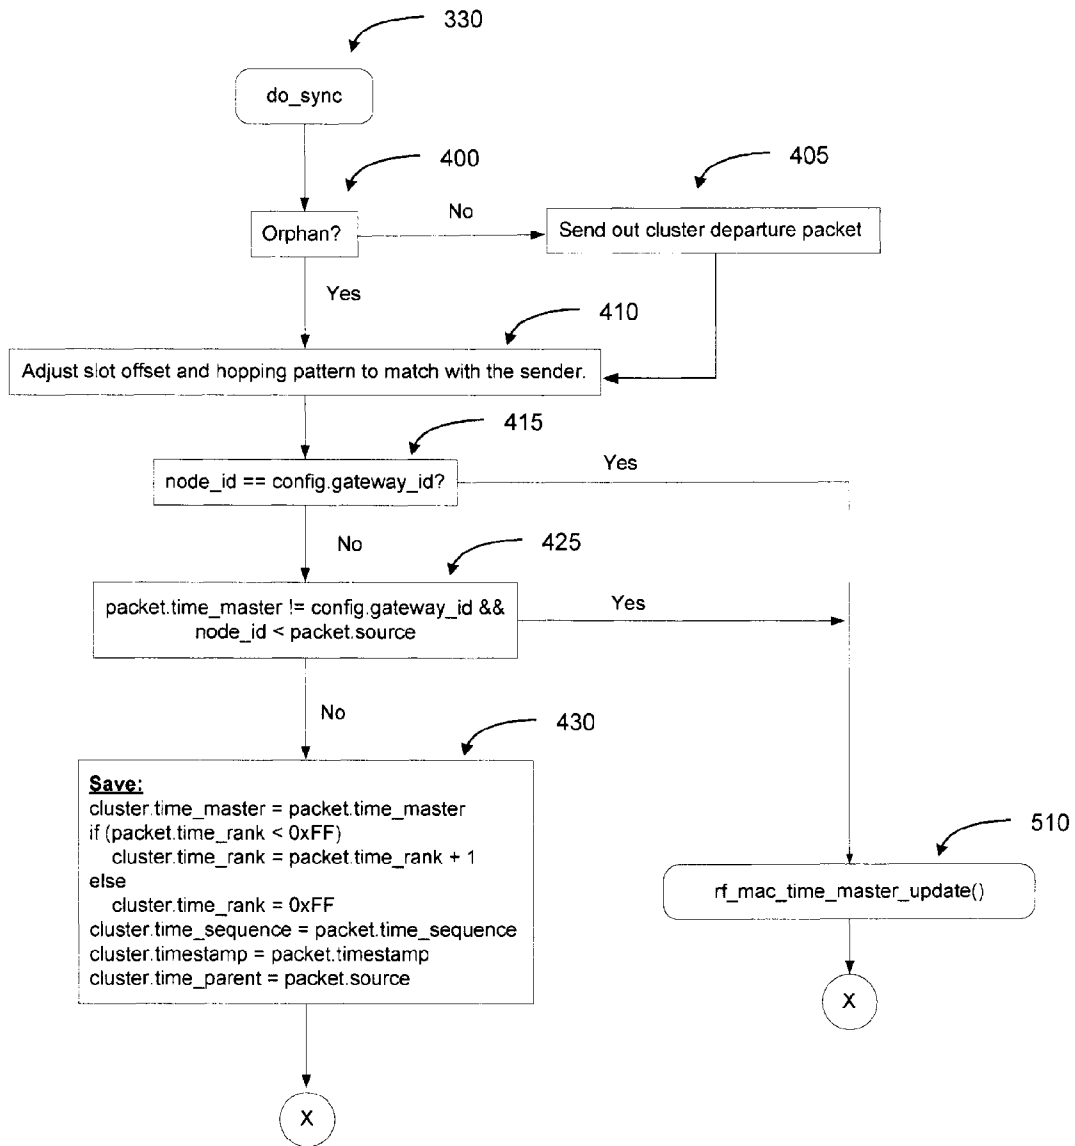 330
do_sync
400
405
Orphan?
No
Send out cluster departure packet
Yes
410
Adjust slot offset and hopping pattern to match with the sender.
415
node_id == config.gateway_id?
Yes
No
425
packet.time_master != config.gateway_id &&
node_id < packet.source
Yes
No
430
Save:
cluster.time_master = packet.time_master
if (packet.time_rank < 0xFF)
cluster.time_rank = packet.time_rank + 1
else
cluster.time_rank = 0xFF
cluster.time_sequence = packet.time_sequence
cluster.timestamp = packet.timestamp
cluster.time_parent = packet.source
510
rf_mac_time_master_update()
X
X